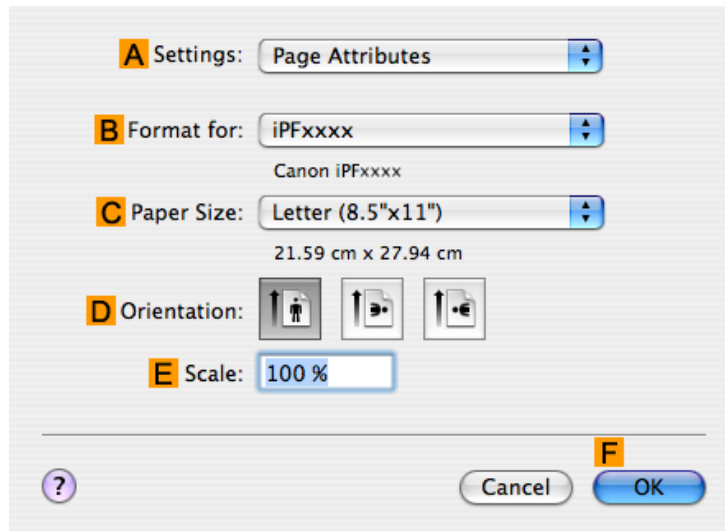 A Settings: Page Attributes
B Format for: iPFxxxx
Canon iPFxxxx
C Paper Size: Letter (8.5"x11")
21.59 cm x 27.94 cm
D Orientation:
E Scale: 100 %
F
? Cancel OK